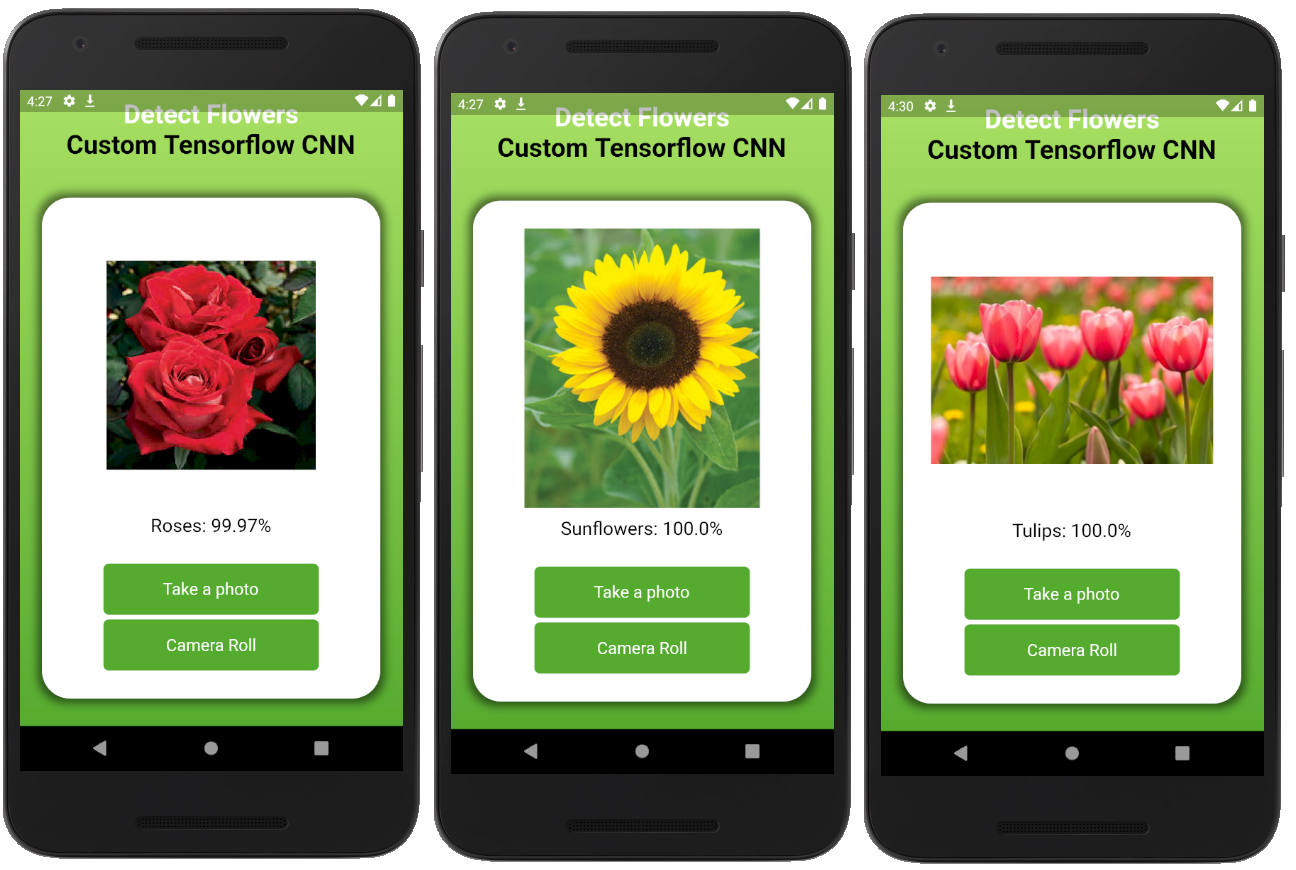 4:27
Detect Flowers
Custom Tensorflow CNN
Roses: 99.97%
Take a photo
Camera Roll
4:27
Detect Flowers
Custom Tensorflow CNN
Sunflowers: 100.0%
Take a photo
Camera Roll
4:30
Detect Flowers
Custom Tensorflow CNN
Tulips: 100.0%
Take a photo
Camera Roll